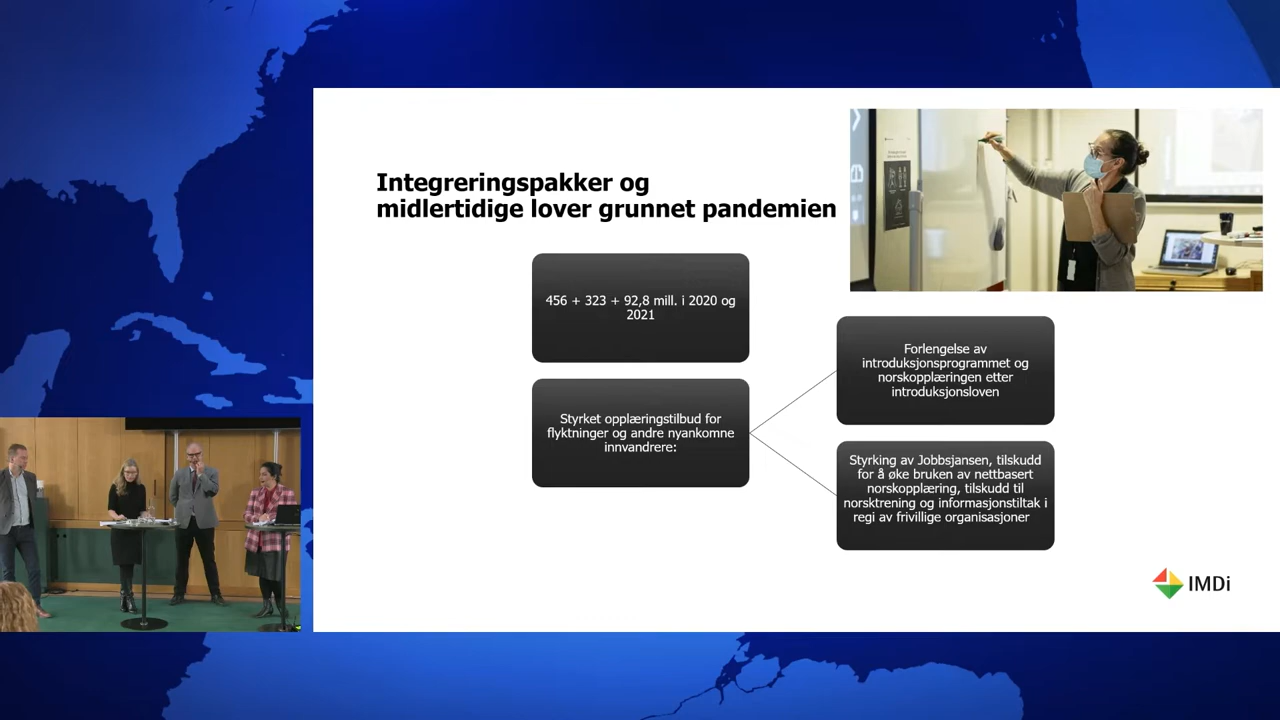 Integreringspakker og
midlertidige lover grunnet pandemien
456 + 323 + 92,8 mill. i 2020 og
2021
Styrket opplæringstilbud for
flyktninger og andre nyankomne
innvandrere:
Forlengelse av
introduksjonsprogrammet og
norskopplæringen etter
introduksjonsloven
Styrking av Jobbsjansen, tilskudd
for å øke bruken av nettbasert
norskopplæring, tilskudd til
norsktrening og informasjonstiltak i
regi av frivillige organisasjoner
IMDi